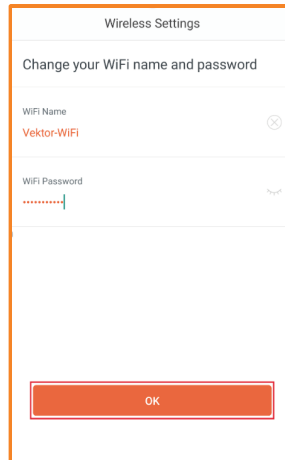 Wireless Settings
Change your WiFi name and password
WiFi Name
Vektor-WiFi
WiFi Password
•••••••••••
OK